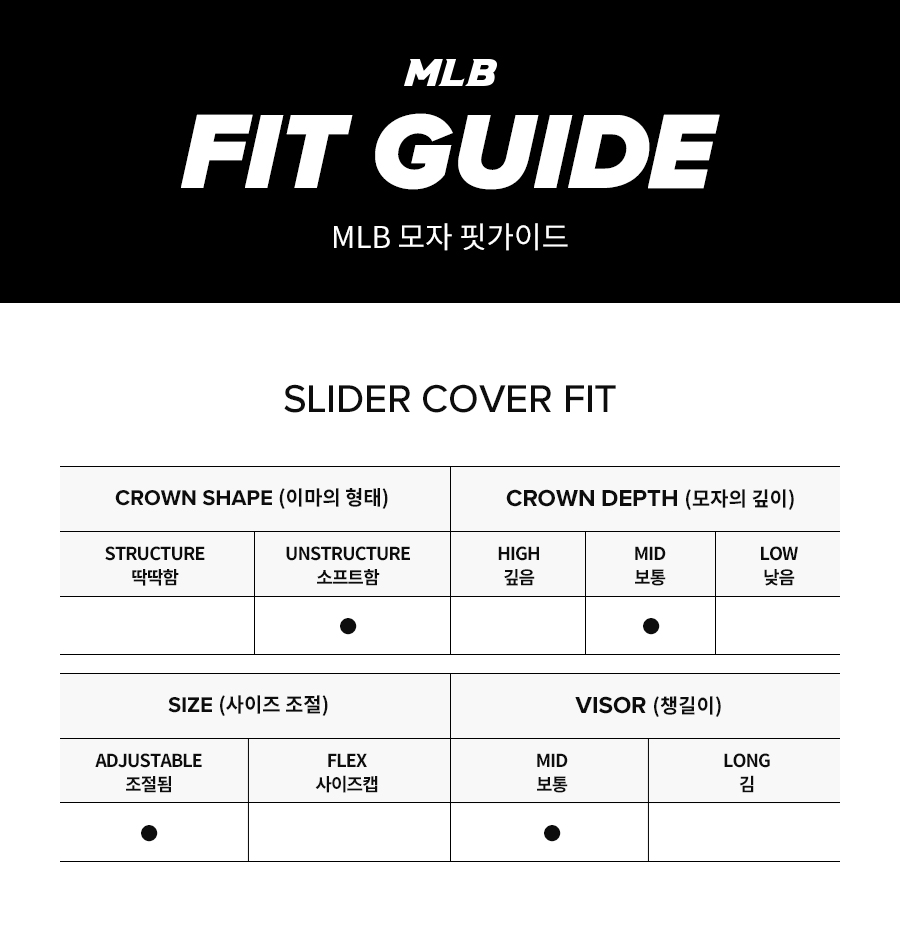 MLB
FIT GUIDE
MLB 모자 핏가이드
SLIDER COVER FIT
CROWN SHAPE (이마의 형태) CROWN DEPTH (모자의 깊이)
STRUCTURE UNSTRUCTURE HIGH MID LOW
딱딱함 소프트함 깊음 보통 낮음
● ●
SIZE (사이즈 조절) VISOR (챙길이)
ADJUSTABLE FLEX MID LONG
조절됨 사이즈캡 보통 김
● ●